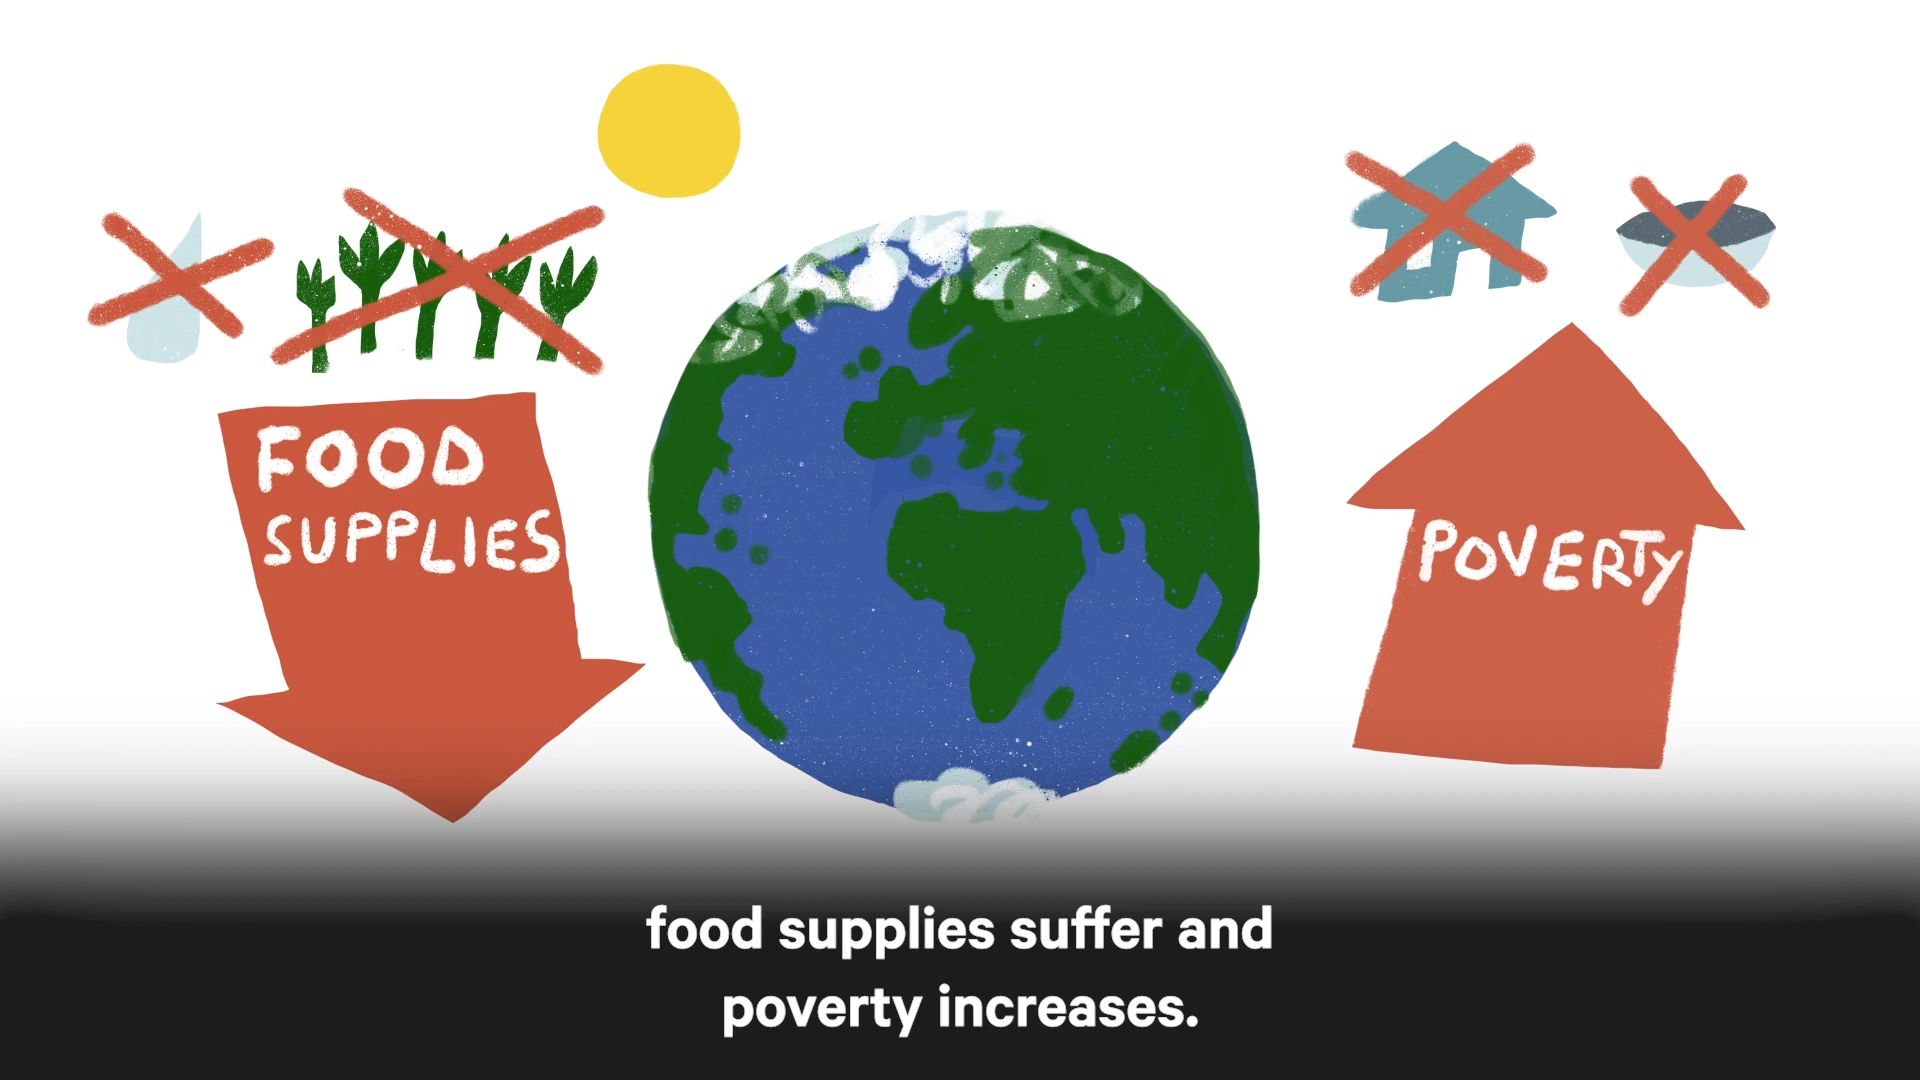 FOOD
SUPPLIES
POVERTY
food supplies suffer and
poverty increases.